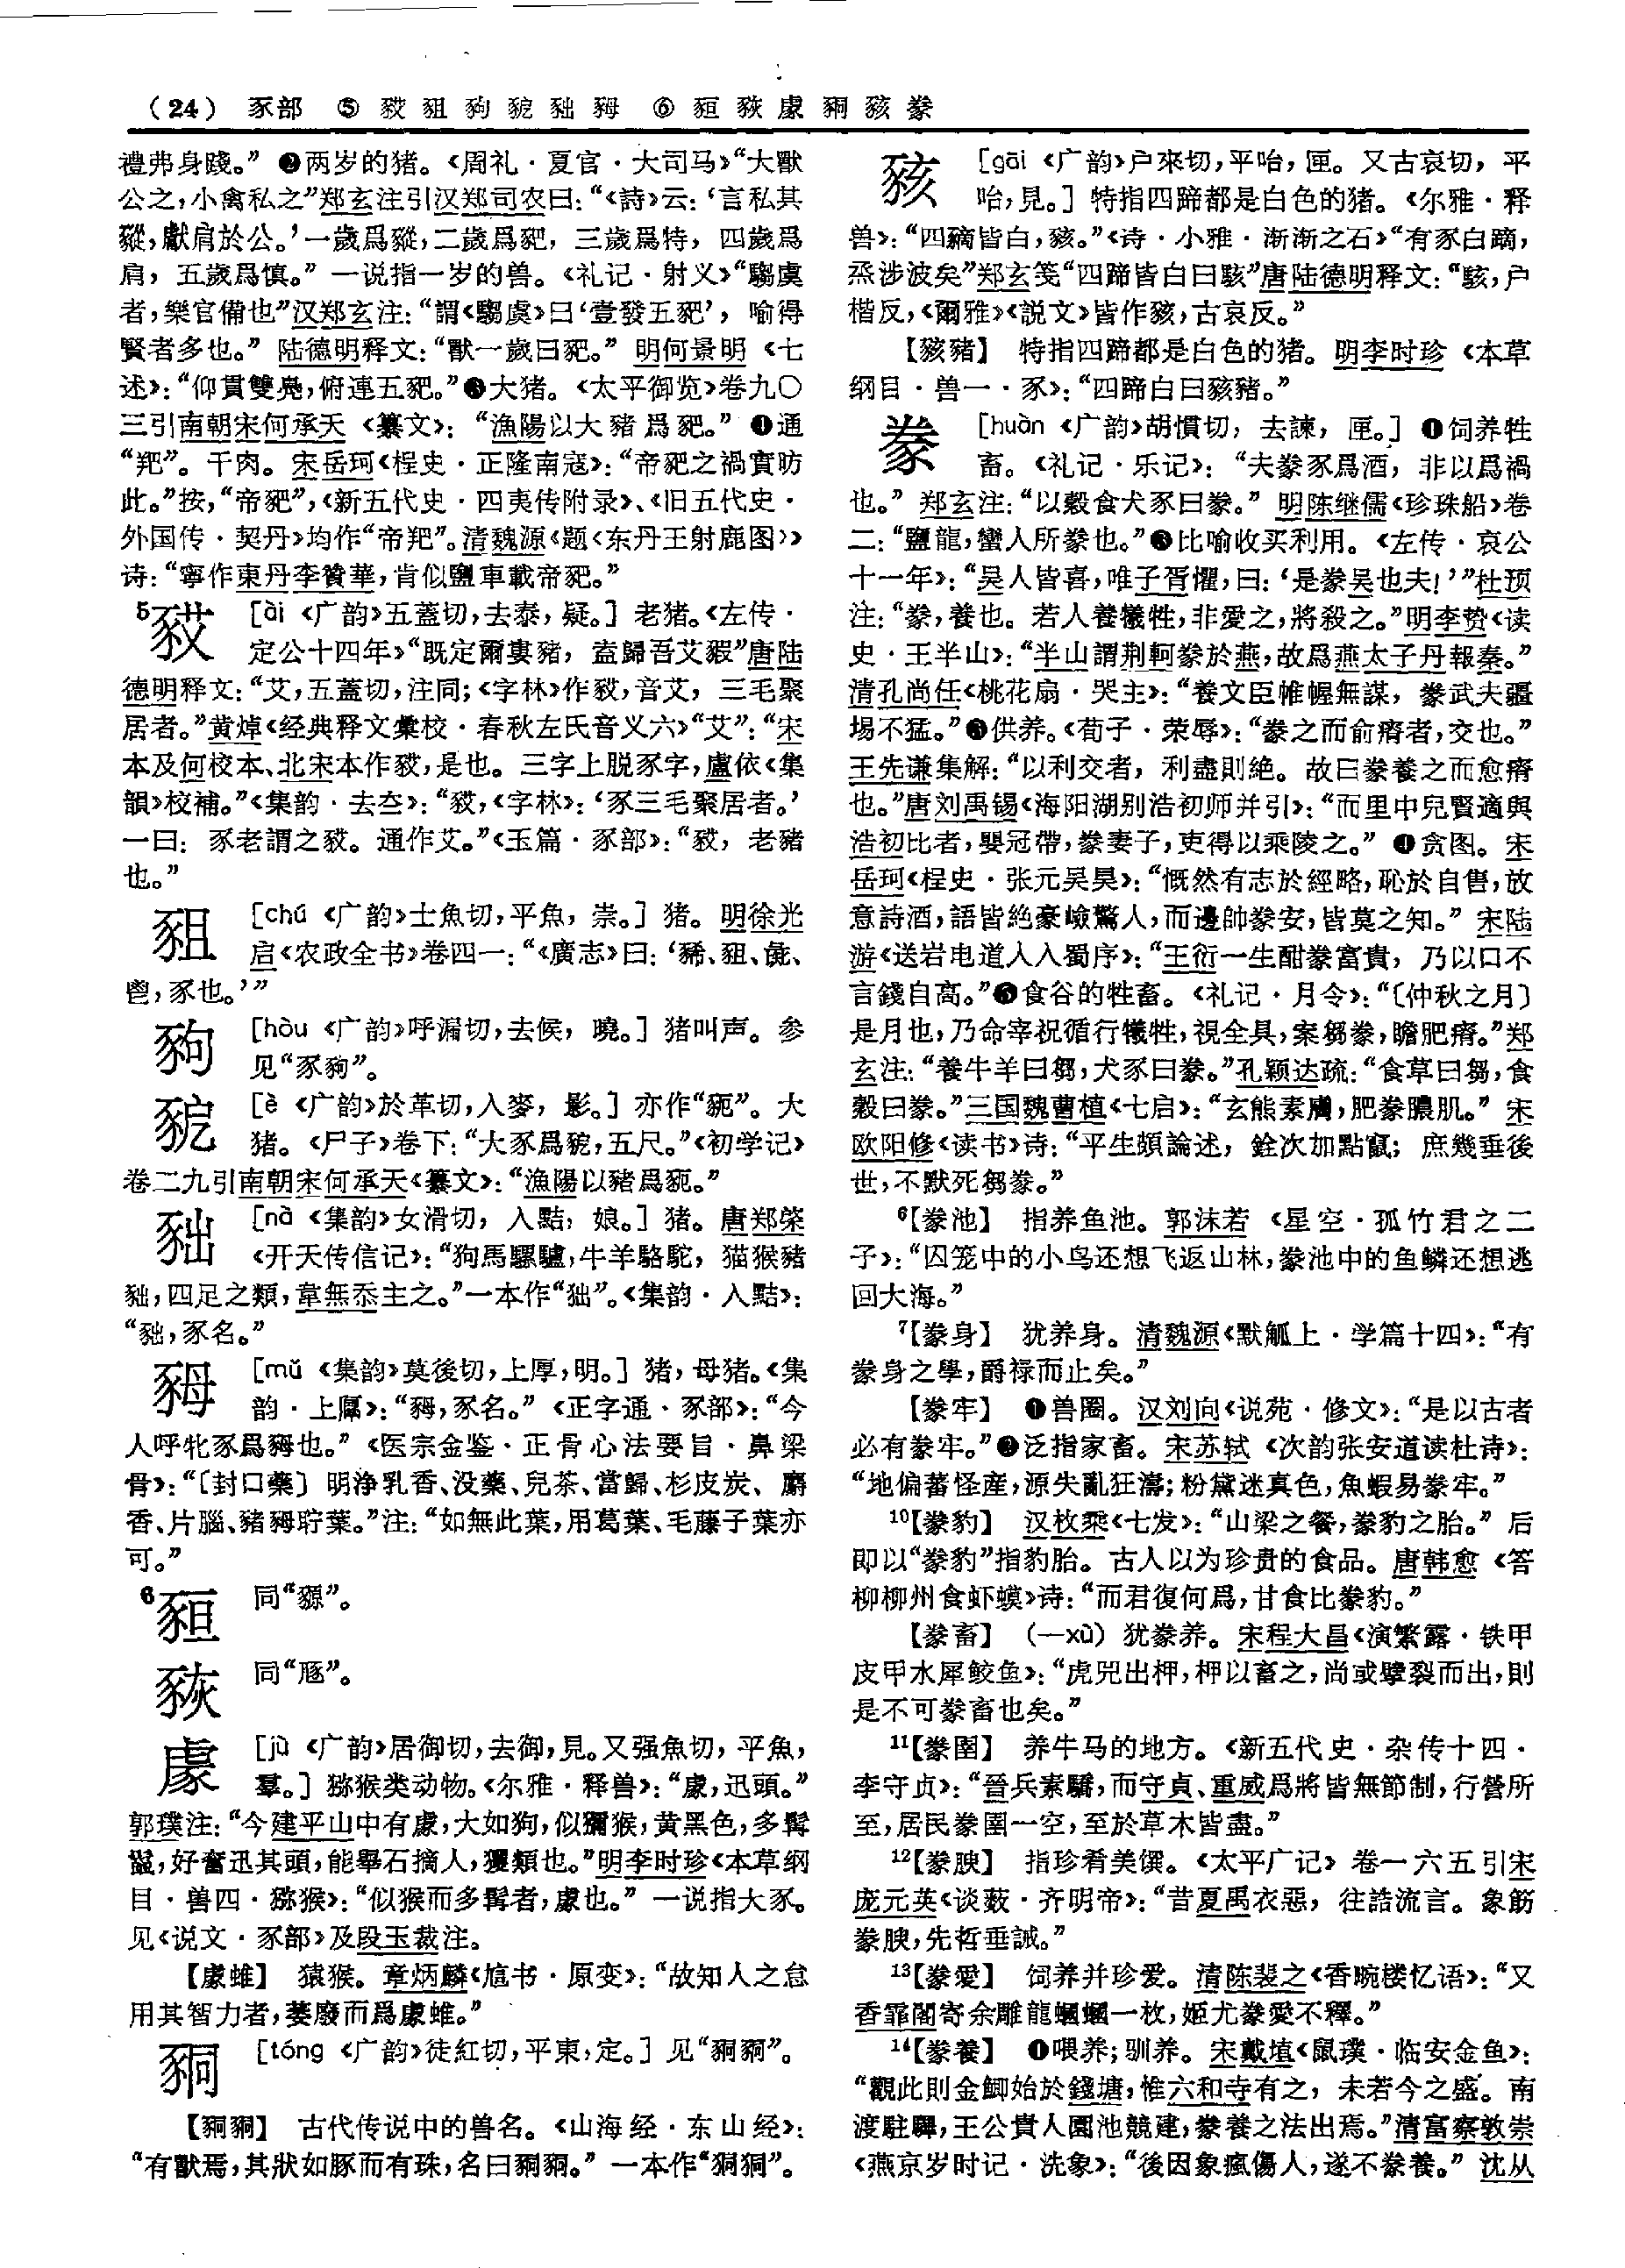 （24） 豕部 ⑤ 䝅 豠 豞 豟 貀 ⑥ 豲 豥 豦 豥 豢
禮弗身踐。”❷两岁的猪。《周礼·夏官·大司马》“大獸
公之，小禽私之”郑玄注引汉郑司农曰：“《詩》云：‘言私其
豵，獻肩於公。’一歲爲豵，二歲爲豝，三歲爲特，四歲爲
肩，五歲爲慎。”一说指一岁的兽。《礼记·射义》“騶虞
者，樂官備也”汉郑玄注：“謂《騶虞》曰‘壹發五豝’，喻得
賢者多也。”陆德明释文：“獸一歲曰豝。”明何景明《七
述》：“仰貫雙鳧，俯連五豝。”❸大猪。《太平御览》卷九〇
三引南朝宋何承天《纂文》：“漁陽以大豬爲豝。”❹通
“羓”。干肉。宋岳珂《桯史·正隆南寇》：“帝豝之禍實昉
此。”按，“帝豝”，《新五代史·四夷传附录》、《旧五代史·
外国传·契丹》均作“帝羓”。清魏源《题〈东丹王射鹿图〉》
诗：“寧作東丹李贊華，肯似鹽車載帝豝。”
[ài 《广韵》五蓋切，去泰，疑。] 老猪。《左传·
定公十四年》“既定爾婁豬，盍歸吾艾豭”唐陆
德明释文：“艾，五蓋切，注同；《字林》作，音艾，三毛聚
居者。”黄焯《经典释文彙校·春秋左氏音义六》“艾”：“宋
本及何校本、北宋本作，是也。三字上脱豕字，盧依《集
韻》校補。”《集韵·去夳》：“，《字林》：‘豕三毛聚居者。’
一曰：豕老謂之。通作艾。”《玉篇·豕部》：“，老豬
也。”
豠 [chú 《广韵》士魚切，平魚，崇。] 猪。明徐光
启《农政全书》卷四一：“《廣志》曰：‘豨、豠、彘、
豕也。’”
豞 [hòu 《广韵》呼漏切，去候，曉。] 猪叫声。参
见“豕豞”。
豟 [è 《广韵》於革切，入麥，影。] 亦作“”。大
猪。《尸子》卷下：“大豕爲豟，五尺。”《初学记》
卷二九引南朝宋何承天《纂文》：“漁陽以豬爲。”
[nà 《集韵》女滑切，入黠，娘。] 猪。唐郑棨
《开天传信记》：“狗馬騾驢，牛羊駱駝，猫猴豬
，四足之類，韋無忝主之。”一本作“”。《集韵·入黠》：
“，豕名。”
[mǔ 《集韵》莫後切，上厚，明。] 猪，母猪。《集
韵·上厚》：“，豕名。”《正字通·豕部》：“今
人呼牝豕爲也。”《医宗金鉴·正骨心法要旨·鼻梁
骨》：“〔封口藥〕明净乳香、没藥、兒茶、當歸、杉皮炭、麝
香、片腦、豬葉。”注：“如無此葉，用葛葉、毛藤子葉亦
可。”
同“豲”。
同“豚”。
豦 [jù 《广韵》居御切，去御，見。又强魚切，平魚，
羣。] 猕猴类动物。《尔雅·释兽》：“豦，迅頭。”
郭璞注：“今建平山中有豦，大如狗，似獼猴，黄黑色，多髯
鬣，好奮迅其頭，能舉石擿人，玃類也。”明李时珍《本草纲
目·兽四·猕猴》：“似猴而多髯者，豦也。”一说指大豕。
见《说文·豕部》及段玉裁注。
【豦蜼】 猿猴。章炳麟《訄书·原变》：“故知人之怠
用其智力者，萎廢而爲豦蜼。”
[tóng 《广韵》徒紅切，平東，定。] 见“”。
古代传说中的兽名。《山海经·东山经》：
“有獸焉，其狀如豚而有珠，名曰。”一本作“狪狪”。
豥 [gāi 《广韵》户來切，平咍，匣。又古哀切，平
咍，見。] 特指四蹄都是白色的猪。《尔雅·释
兽》：“四豴皆白，豥。”《诗·小雅·渐渐之石》“有豕白蹢，
烝涉波矣”郑玄笺“四蹄皆白曰駭”唐陆德明释文：“駭，户
楷反，《爾雅》《説文》皆作豥，古哀反。”
【豥豬】 特指四蹄都是白色的猪。明李时珍《本草
纲目·兽一·豕》：“四蹄白曰豥豬。”
豢 [huàn 《广韵》胡慣切，去諫，匣。] ❶饲养牲
畜。《礼记·乐记》：“夫豢豕爲酒，非以爲禍
也。”郑玄注：“以穀食犬豕曰豢。”明陈继儒《珍珠船》卷
二：“鹽龍，蠻人所豢也。”❷比喻收买利用。《左传·哀公
十一年》：“吴人皆喜，唯子胥懼，曰：‘是豢吴也夫！’”杜预
注：“豢，養也。若人養犧牲，非愛之，將殺之。”明李贽《读
史·王半山》：“半山謂荆軻豢於燕，故爲燕太子丹報秦。”
清孔尚任《桃花扇·哭主》：“養文臣帷幄無謀，豢武夫疆
場不猛。”❸供养。《荀子·荣辱》：“豢之而俞瘠者，交也。”
王先谦集解：“以利交者，利盡則绝。故曰豢養之而愈瘠
也。”唐刘禹锡《海阳湖别浩初师并引》：“而里中兒賢適與
浩初比者，嬰冠帶，豢妻子，吏得以乘陵之。”❹贪图。宋
岳珂《桯史·张元吴昊》：“慨然有志於經略，恥於自售，放
意詩酒，語皆絶豪嶮驚人，而邊帥豢安，皆莫之知。”宋陆
游《送岩电道人入蜀序》：“王衍一生酣豢富貴，乃以口不
言錢自高。”❺食谷的牲畜。《礼记·月令》：“〔仲秋之月〕
是月也，乃命宰祝循行犧牲，視全具，案芻豢，瞻肥瘠。”郑
玄注：“養牛羊曰芻，犬豕曰豢。”孔颖达疏：“食草曰芻，食
穀曰豢。”三国魏曹植《七启》：“玄熊素膚，肥豢膿肌。”宋
欧阳修《读书》诗：“平生頗論述，銓次加點竄；庶幾垂後
世，不默死芻豢。”
⁶【豢池】 指养鱼池。郭沫若《星空·孤竹君之二
子》：“囚笼中的小鸟还想飞返山林，豢池中的鱼鳞还想逃
回大海。”
⁷【豢身】 犹养身。清魏源《默觚上·学篇十四》：“有
豢身之學，爵禄而止矣。”
【豢牢】 ❶兽圈。汉刘向《说苑·修文》：“是以古者
必有豢牢。”❷泛指家畜。宋苏轼《次韵张安道读杜诗》：
“地偏蕃怪産，源失亂狂濤；粉黛迷真色，魚蝦易豢牢。”
¹⁰【豢豹】 汉枚乘《七发》：“山梁之餐，豢豹之胎。”后
即以“豢豹”指豹胎。古人以为珍贵的食品。唐韩愈《答
柳柳州食虾蟆》诗：“而君復何爲，甘食比豢豹。”
【豢畜】 （—xù）犹豢养。宋程大昌《演繁露·铁甲
皮甲水犀鲛鱼》：“虎兕出柙，柙以畜之，尚或擘裂而出，則
是不可豢畜也矣。”
¹¹【豢圉】 养牛马的地方。《新五代史·杂传十四·
李守贞》：“晉兵素驕，而守貞、重威爲將皆無節制，行營所
至，居民豢圉一空，至於草木皆盡。”
¹²【豢腴】 指珍肴美馔。《太平广记》卷一六五引宋
庞元英《谈薮·齐明帝》：“昔夏禹衣惡，往誥流言。象筯
豢腴，先哲垂誡。”
¹³【豢愛】 饲养并珍爱。清陈裴之《香畹楼忆语》：“又
香霏閣寄余雕龍蟈蟈一枚，姬尤豢愛不釋。”
¹⁴【豢養】 ❶喂养；驯养。宋戴埴《鼠璞·临安金鱼》：
“觀此則金鯽始於錢塘，惟六和寺有之，未若今之盛。南
渡駐驆，王公貴人園池競建，豢養之法出焉。”清富察敦崇
《燕京岁时记·洗象》：“後因象瘋傷人，遂不豢養。”沈从